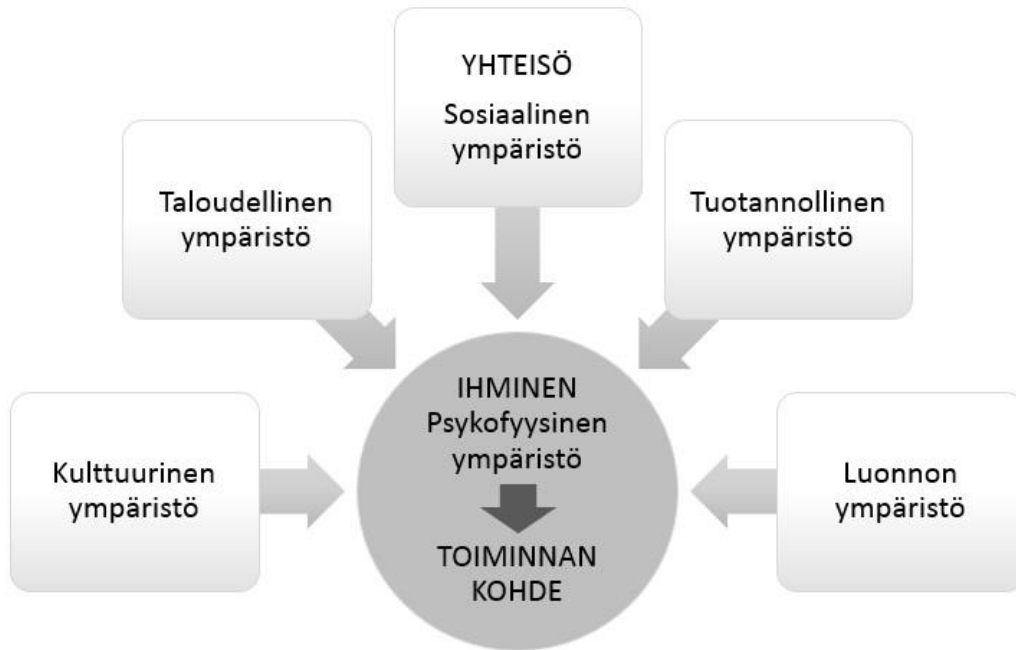 YHTEISÖ
Sosiaalinen
ympäristö
Taloudellinen
ympäristö
Tuotannollinen
ympäristö
Kulttuurinen
ympäristö
IHMINEN
Psykofyysinen
ympäristö
TOIMINNAN
KOHDE
Luonnon
ympäristö